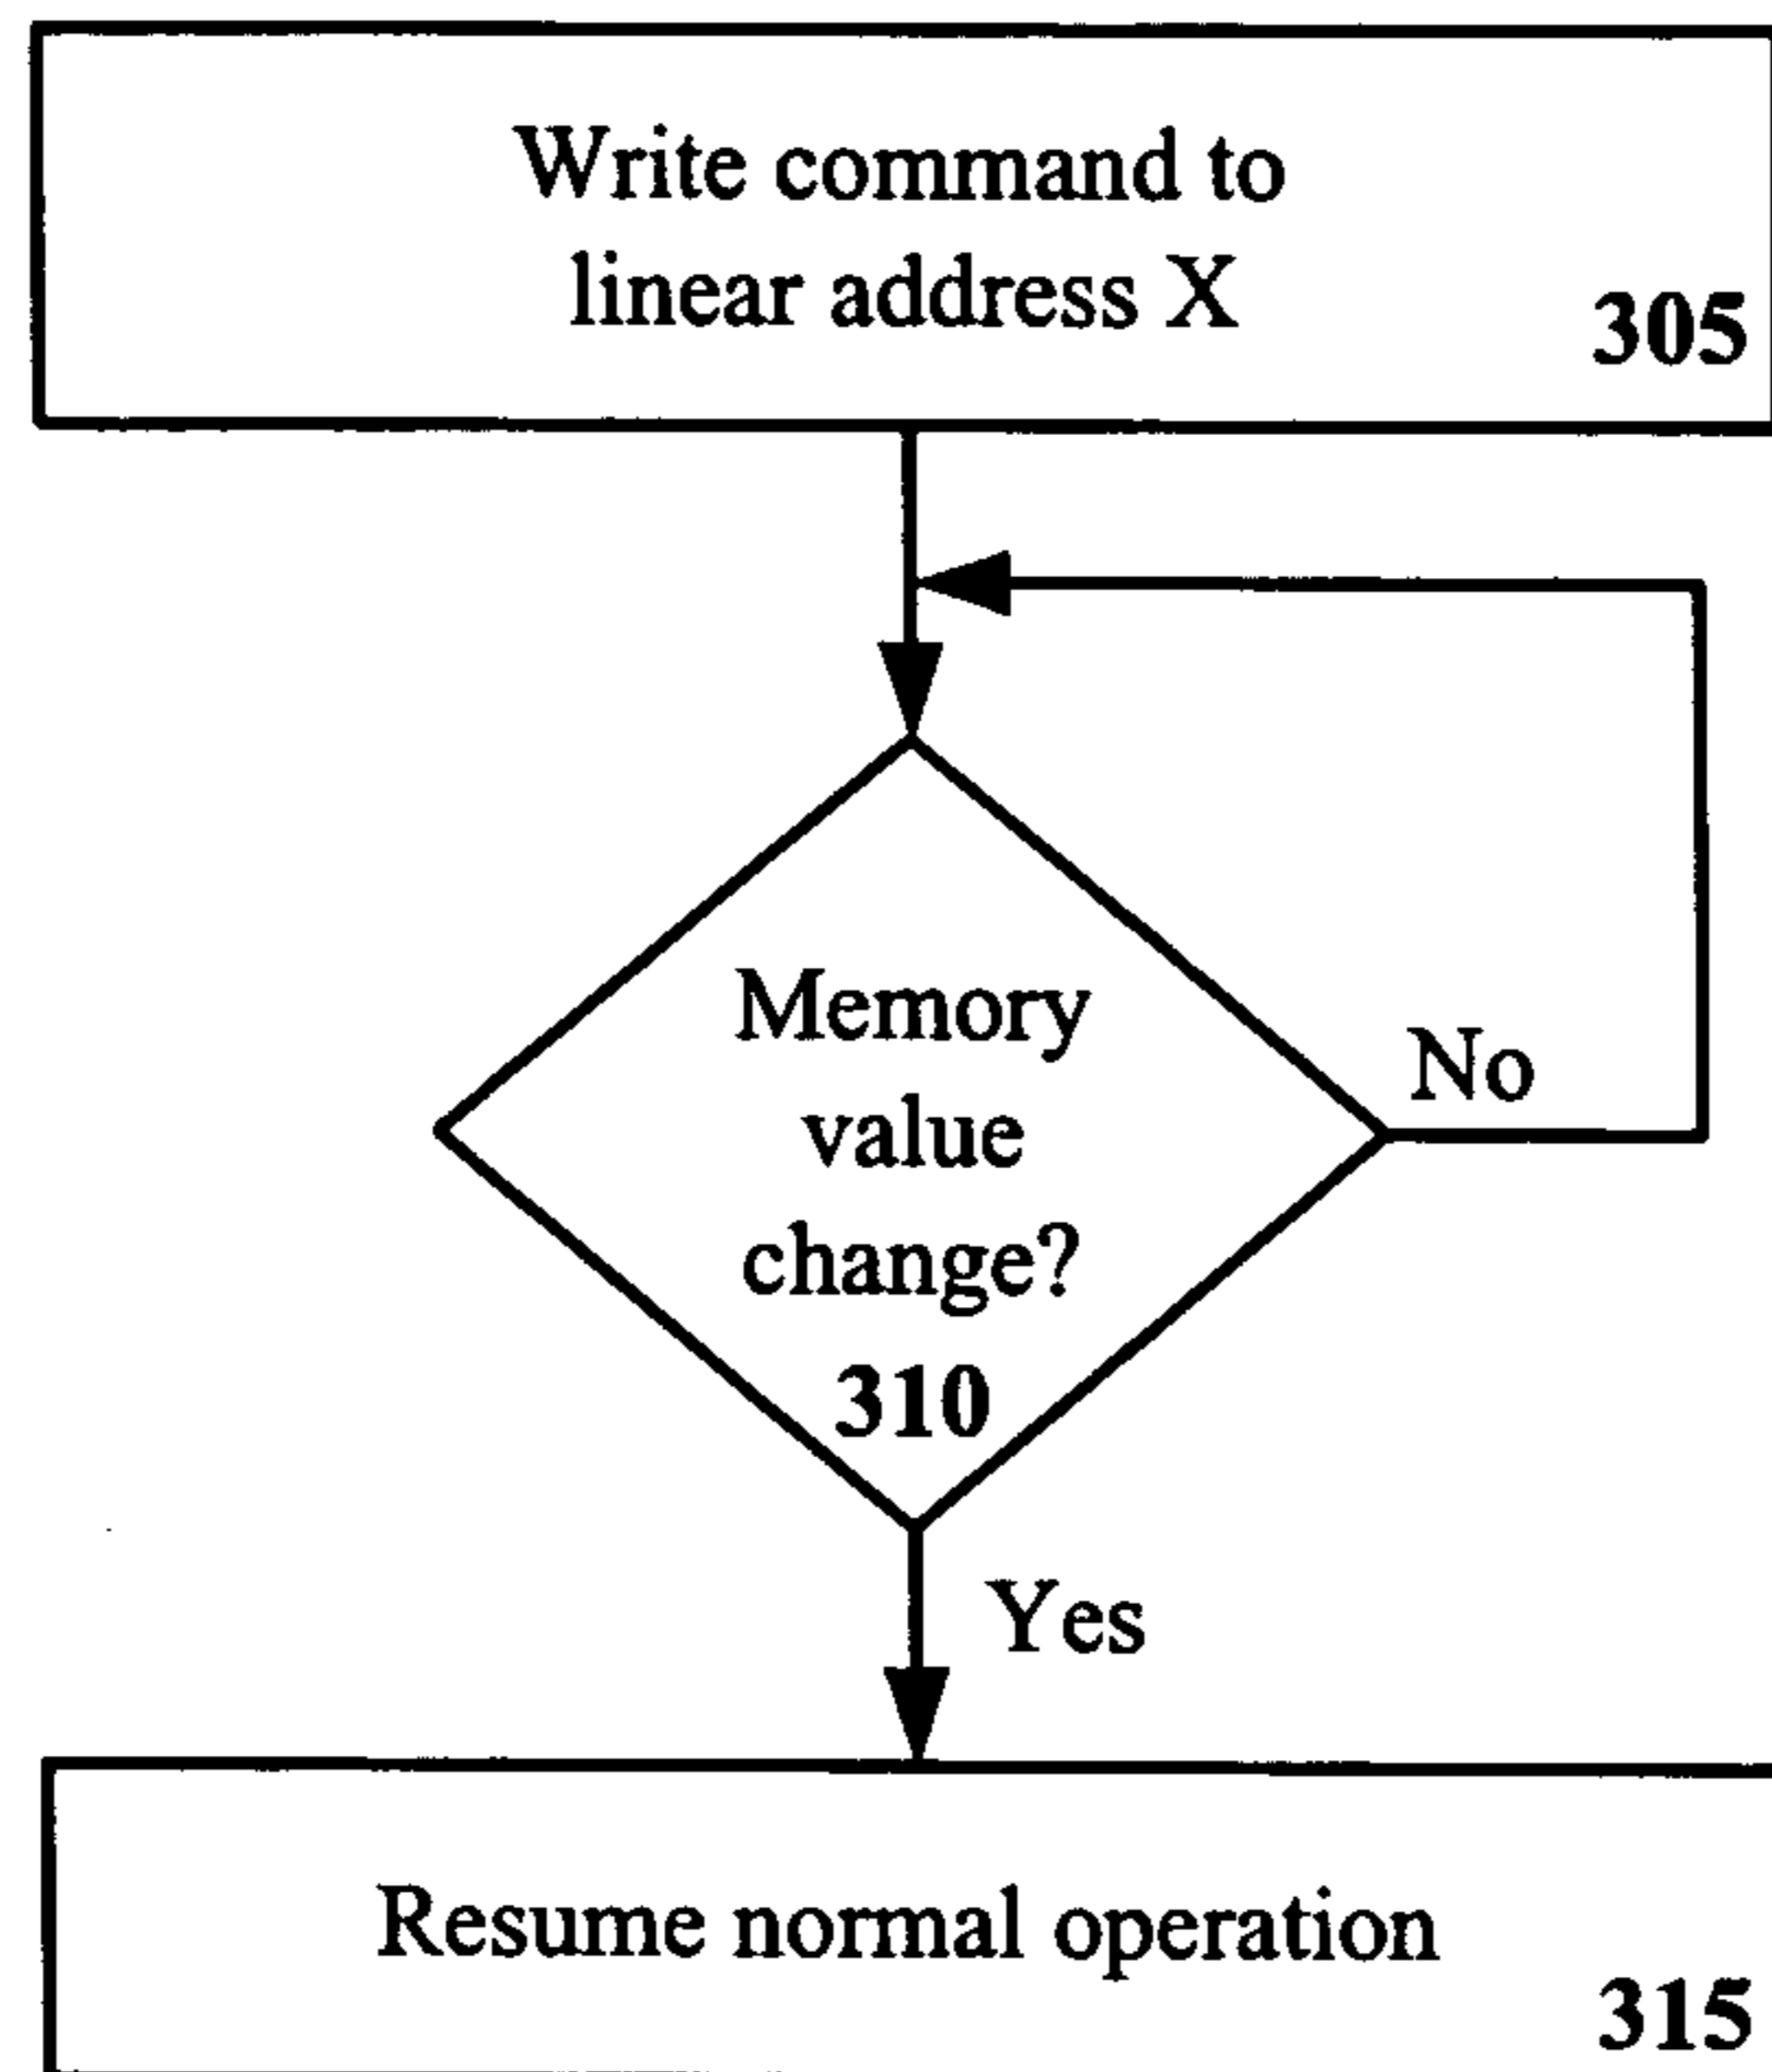 Write command to
linear address X
305
Memory
value
change?
310
No
Yes
Resume normal operation
315